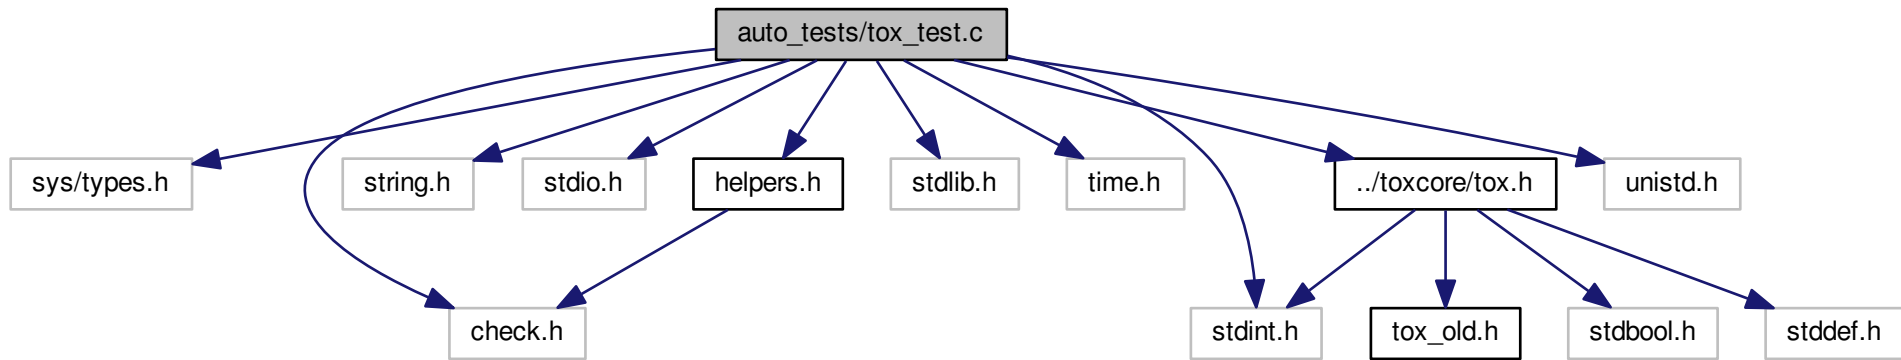 auto_tests/tox_test.c
sys/types.h
string.h
stdio.h
helpers.h
stdlib.h
time.h
../toxcore/tox.h
unistd.h
check.h
stdint.h
tox_old.h
stdbool.h
stddef.h